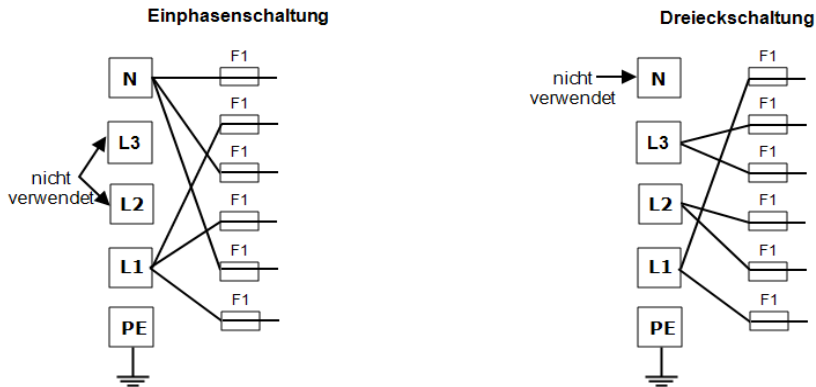 Einphasenschaltung
N
L3
L2
L1
PE
nicht
verwendet
F1
F1
F1
F1
F1
F1
Dreieckschaltung
nicht
verwendet
N
L3
L2
L1
PE
F1
F1
F1
F1
F1
F1